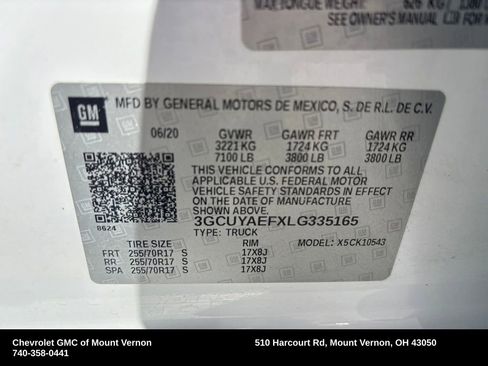 MAX TONGUE WEIGHT: 626 KG 1380
SEE OWNER'S MANUAL FOR
GM
MFD BY GENERAL MOTORS DE MEXICO, S. DE R.L. DE C.V.
06/20 GVWR GAWR FRT GAWR RR
3221 KG 1724 KG 1724 KG
7100 LB 3800 LB 3800 LB
THIS VEHICLE CONFORMS TO ALL
APPLICABLE U.S. FEDERAL MOTOR
VEHICLE SAFETY STANDARDS IN EFFECT
ON THE DATE OF MANUFACTURE SHOWN ABOVE.
3GCUYAEFXLG335165
8624
TYPE: TRUCK MODEL: X5CK10543
TIRE SIZE RIM
FRT 255/70R17 S 17X8J
RR 255/70R17 S 17X8J
SPA 255/70R17 S 17X8J
Chevrolet GMC of Mount Vernon 510 Harcourt Rd, Mount Vernon, OH 43050
740-358-0441